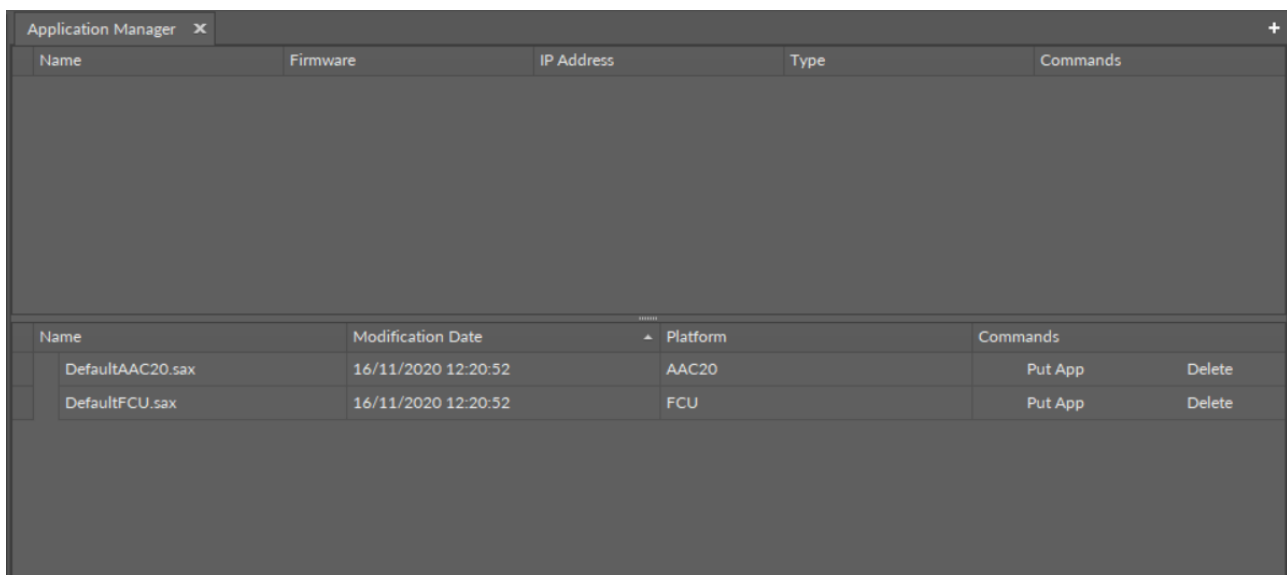 Application Manager x +
Name Firmware IP Address Type Commands
Name Modification Date Platform Commands
DefaultAAC20.sax 16/11/2020 12:20:52 AAC20 Put App Delete
DefaultFCU.sax 16/11/2020 12:20:52 FCU Put App Delete